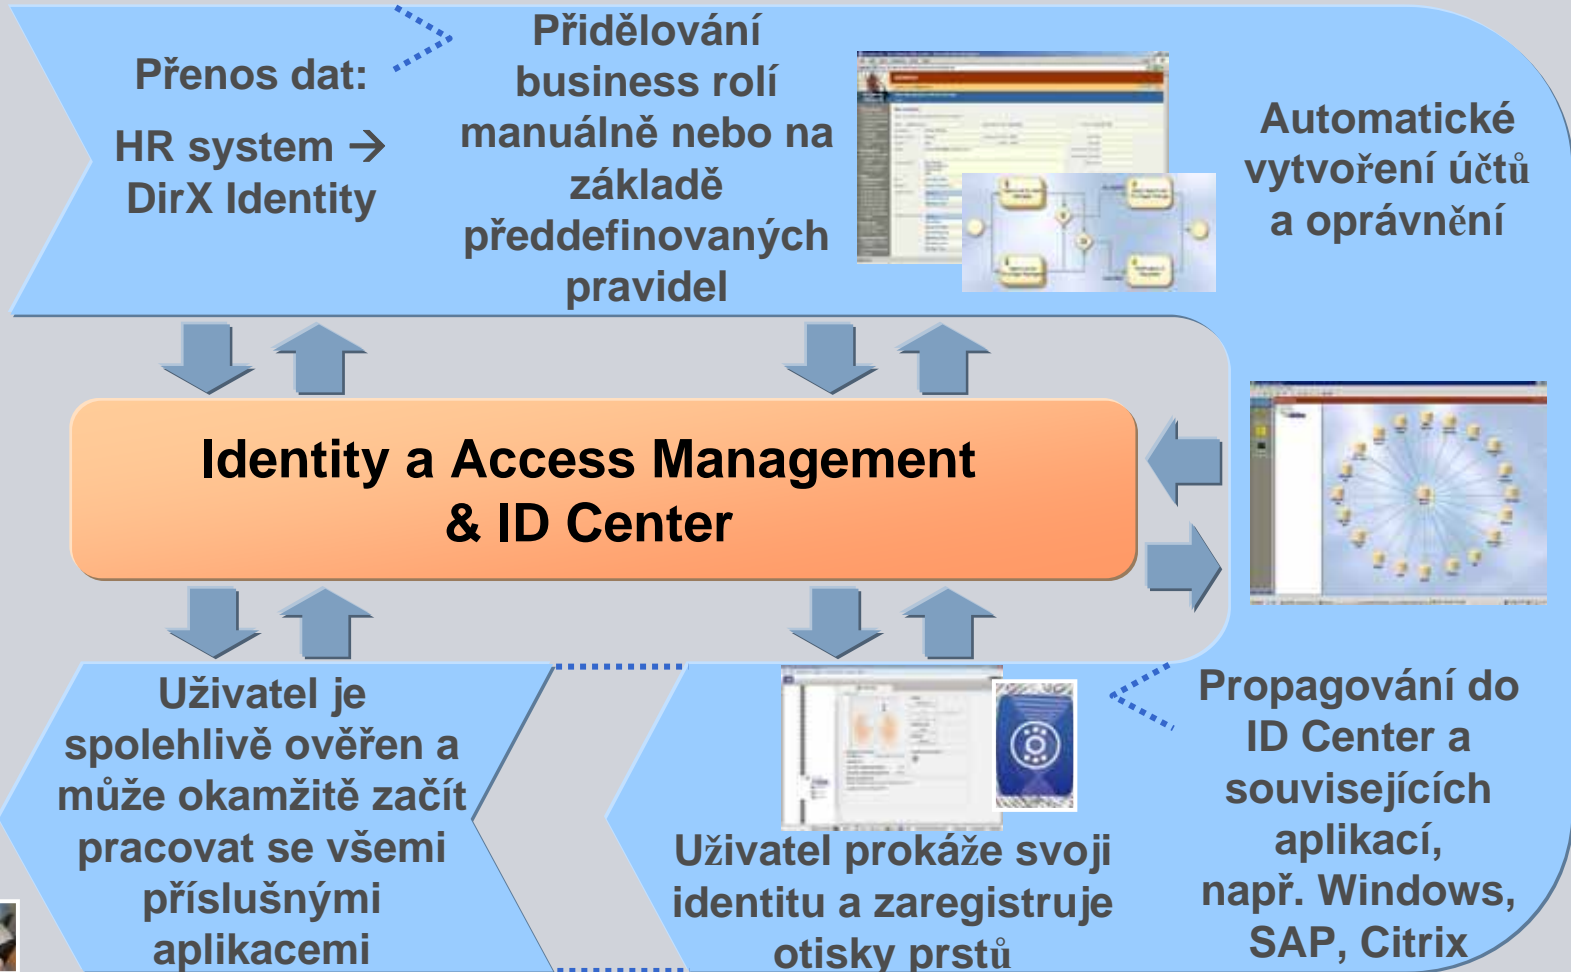 Přenos dat:
HR system →
DirX Identity
Přidělování
business rolí
manuálně nebo na
základě
předdefinovaných
pravidel
Automatické
vytvoření účtů
a oprávnění
Identity a Access Management
& ID Center
Propagování do
ID Center a
souvisejících
aplikací,
např. Windows,
SAP, Citrix
Uživatel prokáže svoji
identitu a zaregistruje
otisky prstů
Uživatel je
spolehlivě ověřen a
může okamžitě začít
pracovat se všemi
příslušnými
aplikacemi